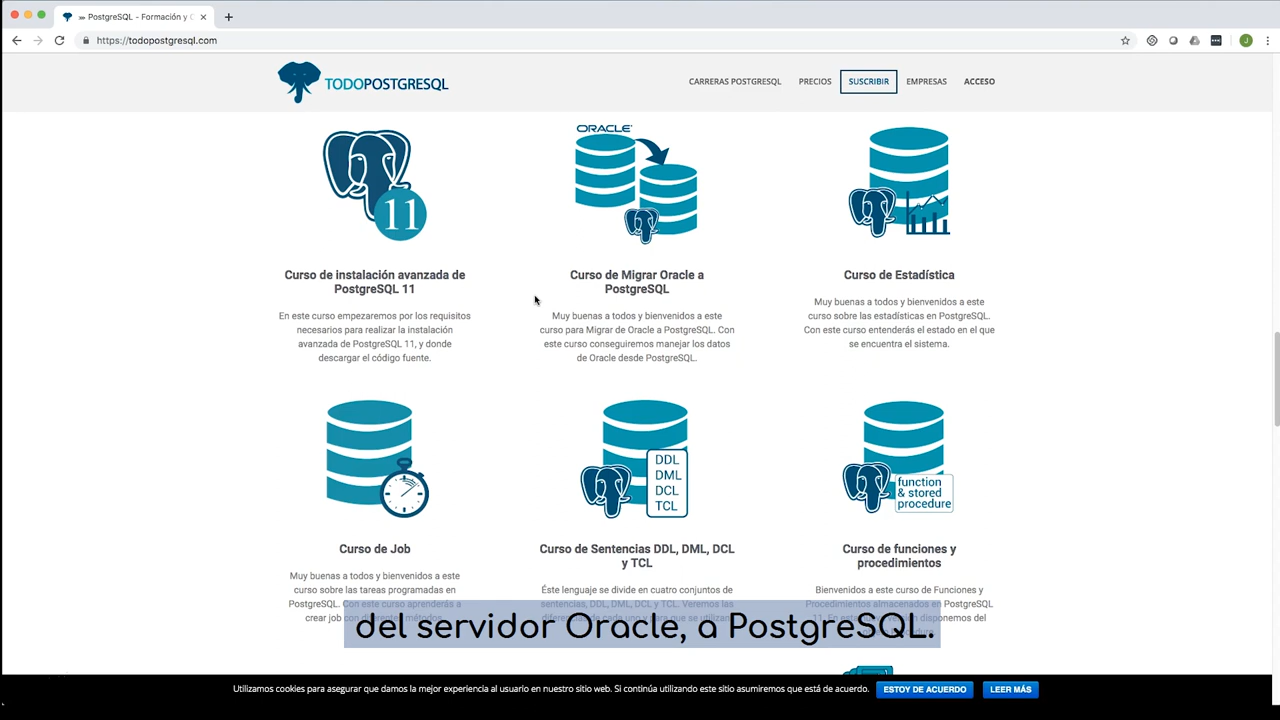 » PostgreSQL - Formación y C
https://todopostgresql.com
J
TODOPOSTGRESQL
CARRERAS POSTGRESQL
PRECIOS
SUSCRIBIR
EMPRESAS
ACCESO
11
ORACLE
Curso de instalación avanzada de
PostgreSQL 11
En este curso empezaremos por los requisitos
necesarios para realizar la instalación
avanzada de PostgreSQL 11, y donde
descargar el código fuente.
Curso de Migrar Oracle a
PostgreSQL
Muy buenas a todos y bienvenidos a este
curso para Migrar de Oracle a PostgreSQL. Con
este curso conseguiremos manejar los datos
de Oracle desde PostgreSQL.
Curso de Estadística
Muy buenas a todos y bienvenidos a este
curso sobre las estadísticas en PostgreSQL.
Con este curso entenderás el estado en el que
se encuentra el sistema.
Curso de Job
Muy buenas a todos y bienvenidos a este
curso sobre las tareas programadas en
PostgreSQL. Con este curso aprenderás a
crear job con diferentes métodos.
DDL
DML
DCL
TCL
Curso de Sentencias DDL, DML, DCL
y TCL
Éste lenguaje se divide en cuatro conjuntos de
sentencias, DDL, DML, DCL y TCL. Veremos las
function
& stored
procedure
Curso de funciones y
procedimientos
Bienvenidos a este curso de Funciones y
Procedimientos almacenados en PostgreSQL
del servidor Oracle, a PostgreSQL.
Utilizamos cookies para asegurar que damos la mejor experiencia al usuario en nuestro sitio web. Si continúa utilizando este sitio asumiremos que está de acuerdo.
ESTOY DE ACUERDO
LEER MÁS